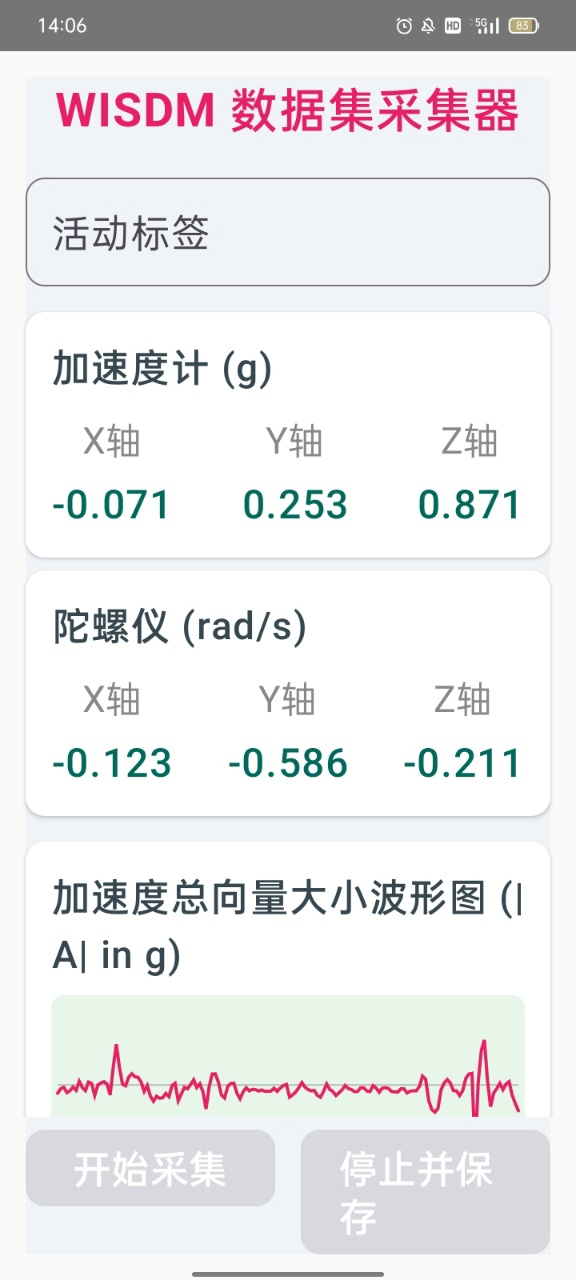 14:06
HD 5G 83
WISDM 数据集采集器
活动标签
加速度计 (g)
X轴 Y轴 Z轴
-0.071 0.253 0.871
陀螺仪 (rad/s)
X轴 Y轴 Z轴
-0.123 -0.586 -0.211
加速度总向量大小波形图 (|
A| in g)
开始采集
停止并保
存